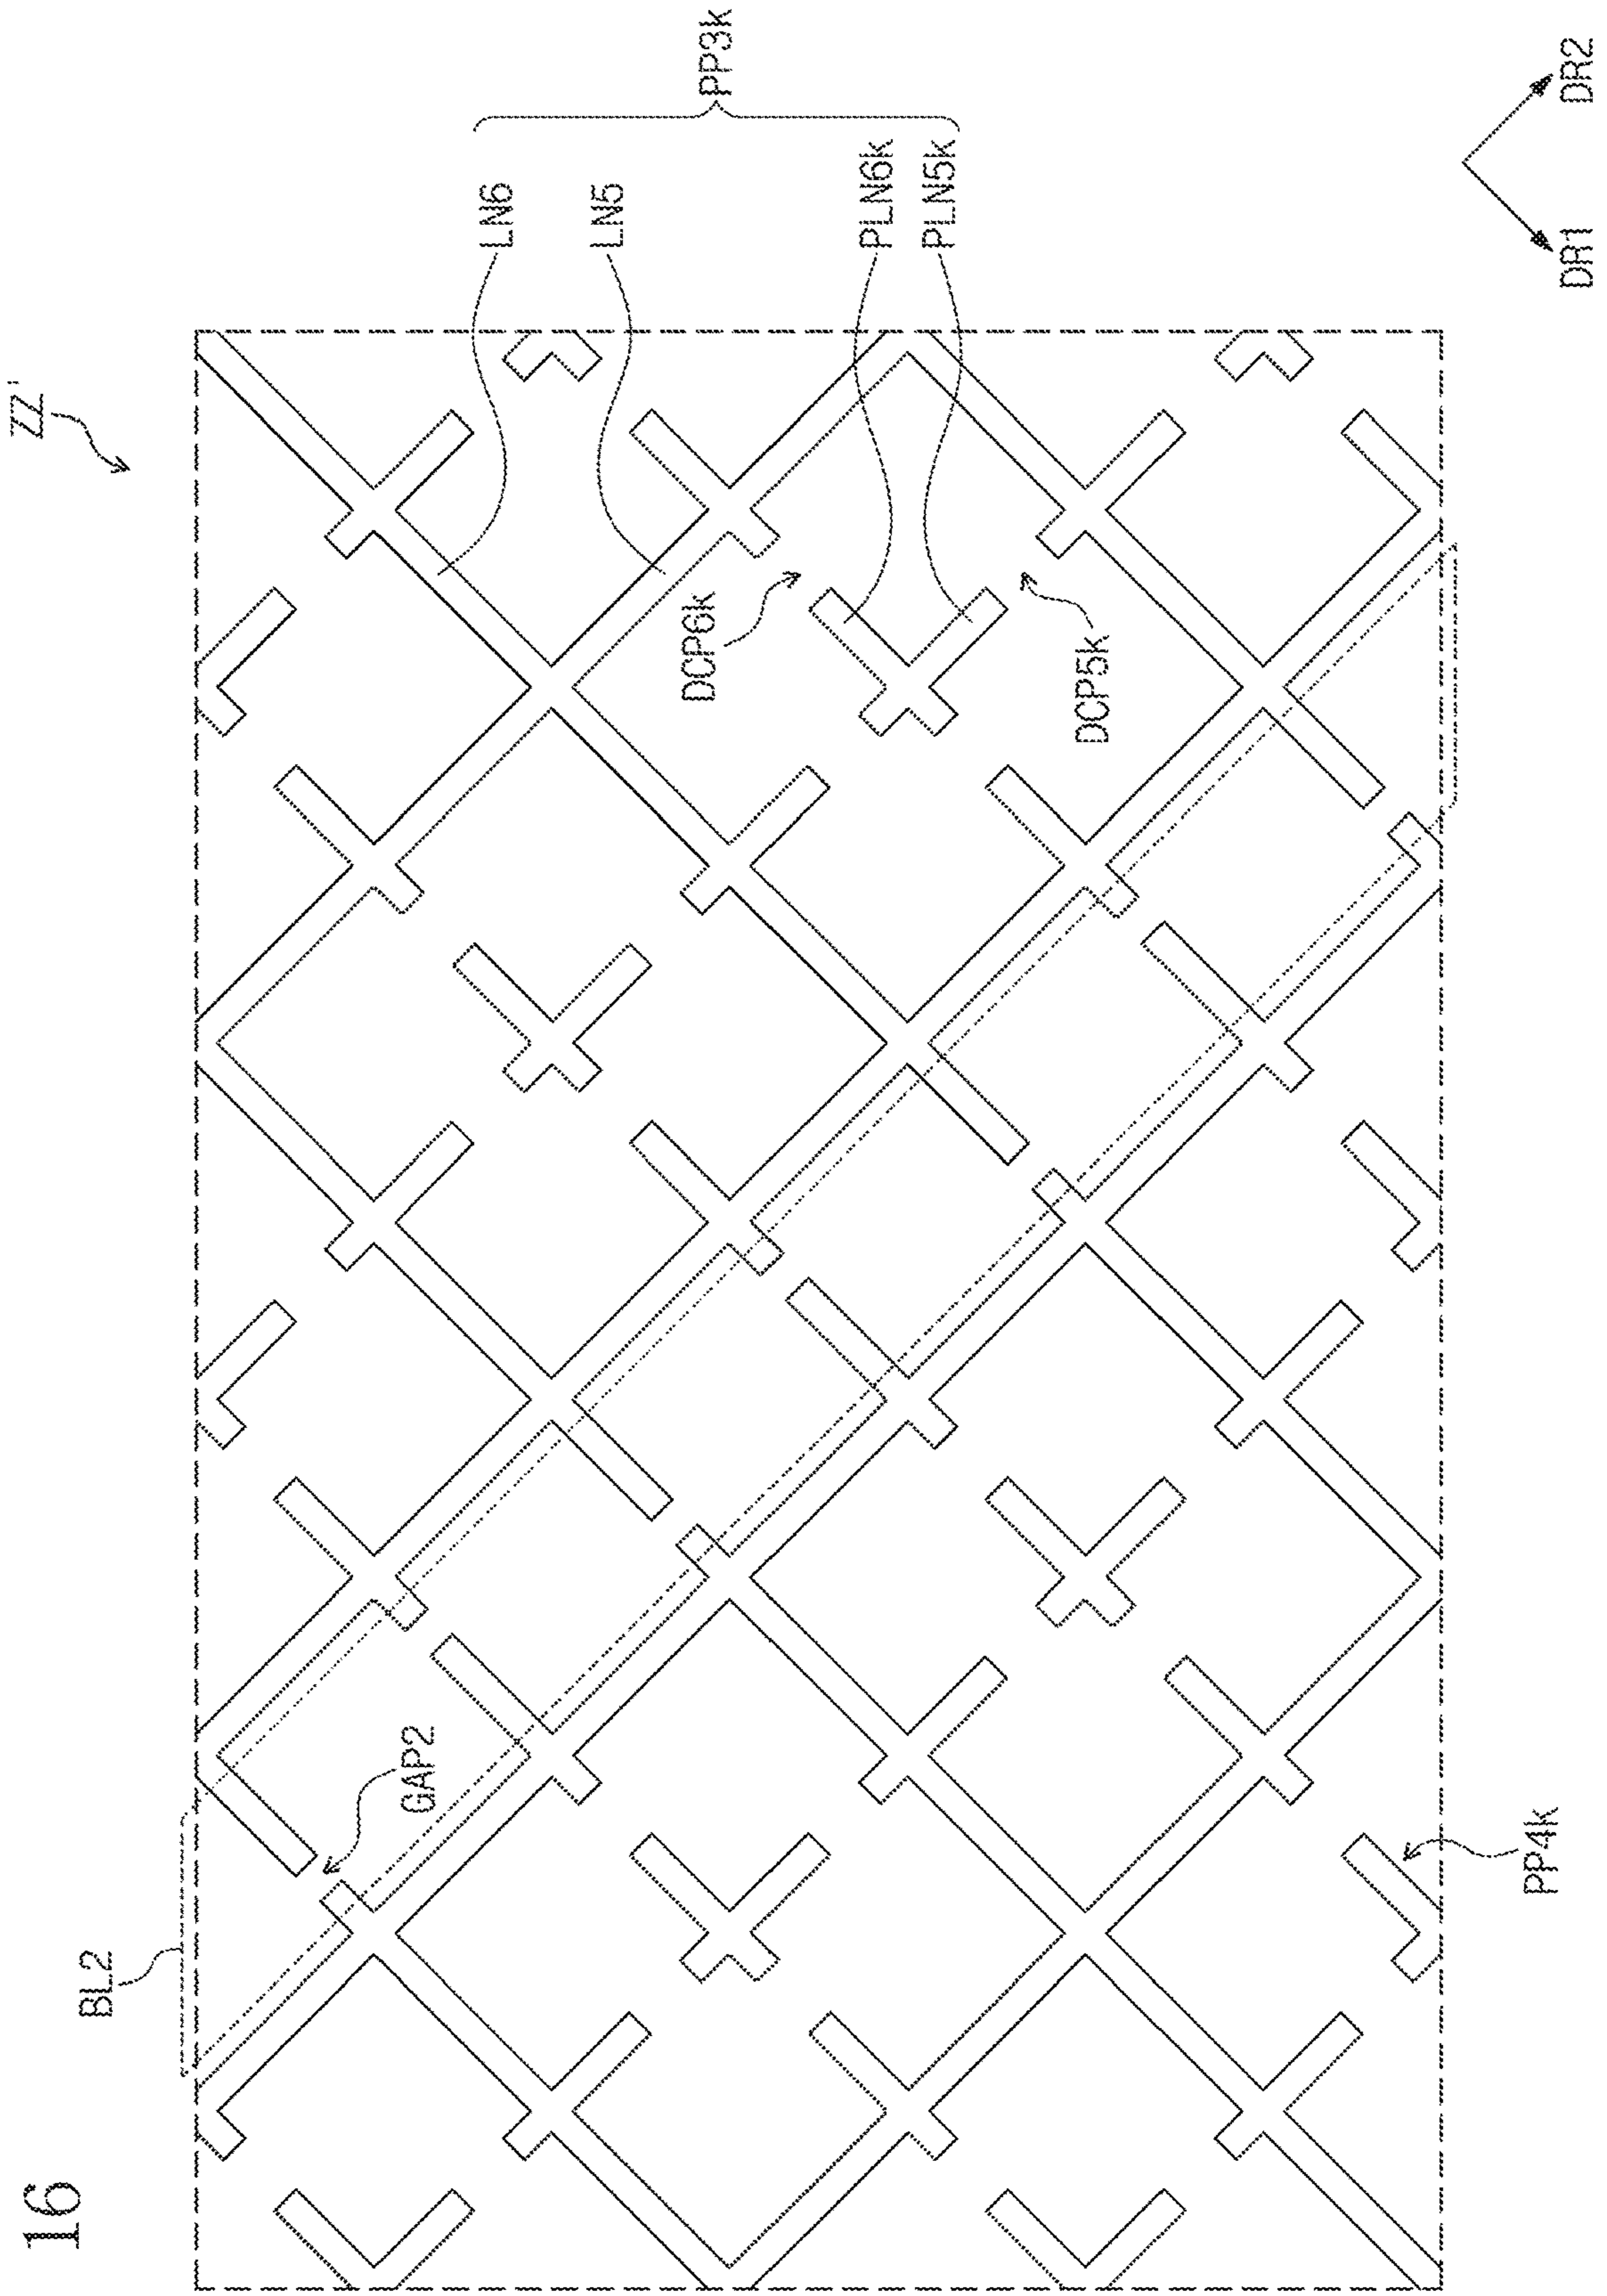 16
ZZ'
BL2
GAP2
DCP6k
DCP5k
LN6
LN5
PLN6k
PLN5k
PP3k
PP4k
DR1
DR2